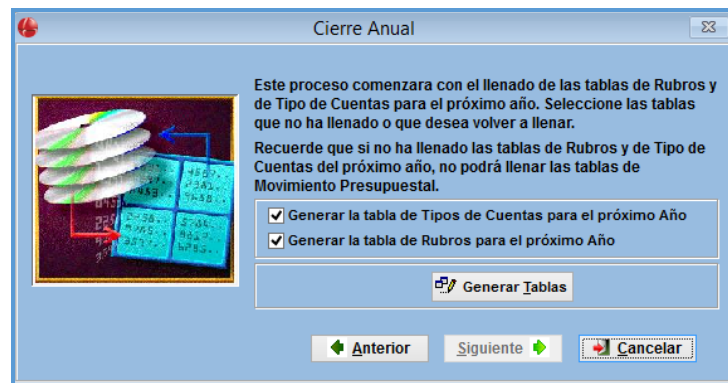 Cierre Anual
Este proceso comenzara con el llenado de las tablas de Rubros y
de Tipo de Cuentas para el próximo año. Seleccione las tablas
que no ha llenado o que desea volver a llenar.
Recuerde que si no ha llenado las tablas de Rubros y de Tipo de
Cuentas del próximo año, no podrá llenar las tablas de
Movimiento Presupuestal.
Generar la tabla de Tipos de Cuentas para el próximo Año
Generar la tabla de Rubros para el próximo Año
Generar Tablas
Anterior Siguiente Cancelar